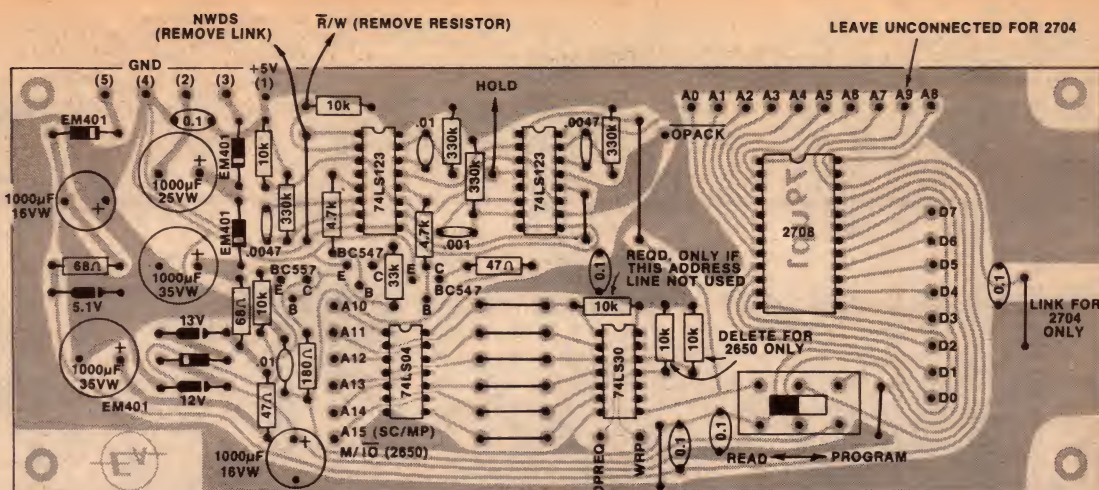 NWDS
(REMOVE LINK)
R̅/W (REMOVE RESISTOR)
LEAVE UNCONNECTED FOR 2704
GND
+5V
(5)
(4)
(2)
(3)
(1)
HOLD
A0 A1 A2 A3 A4 A5 A6 A7 A9 A8
OPACK
EM401
0.1
EM401
10k
10k
.01
330k
.0047
330k
1000µF
16VW
1000µF
25VW
330k
4.7k
74LS123
330k
74LS123
2708
D7
D6
D5
D4
D3
D2
D1
D0
EM401
.0047
4.7k
.001
1000µF
35VW
68Ω
5.1V
BC557
E
C
B
BC547
E
C
B
33k
C
E
B
BC547
47Ω
0.1
REQD. ONLY IF
THIS ADDRESS
LINE NOT USED
0.1
LINK FOR
2704
ONLY
68Ω
10k
10k
10k
10k
DELETE FOR
2650 ONLY
A10
A11
A12
A13
A14
A15 (SC/MP)
M/I̅O̅ (2650)
74LS04
74LS30
13V
12V
1000µF
35VW
EM401
.01
180Ω
47Ω
1000µF
16VW
EA
OPREQ
WRP
0.1
0.1
READ
PROGRAM